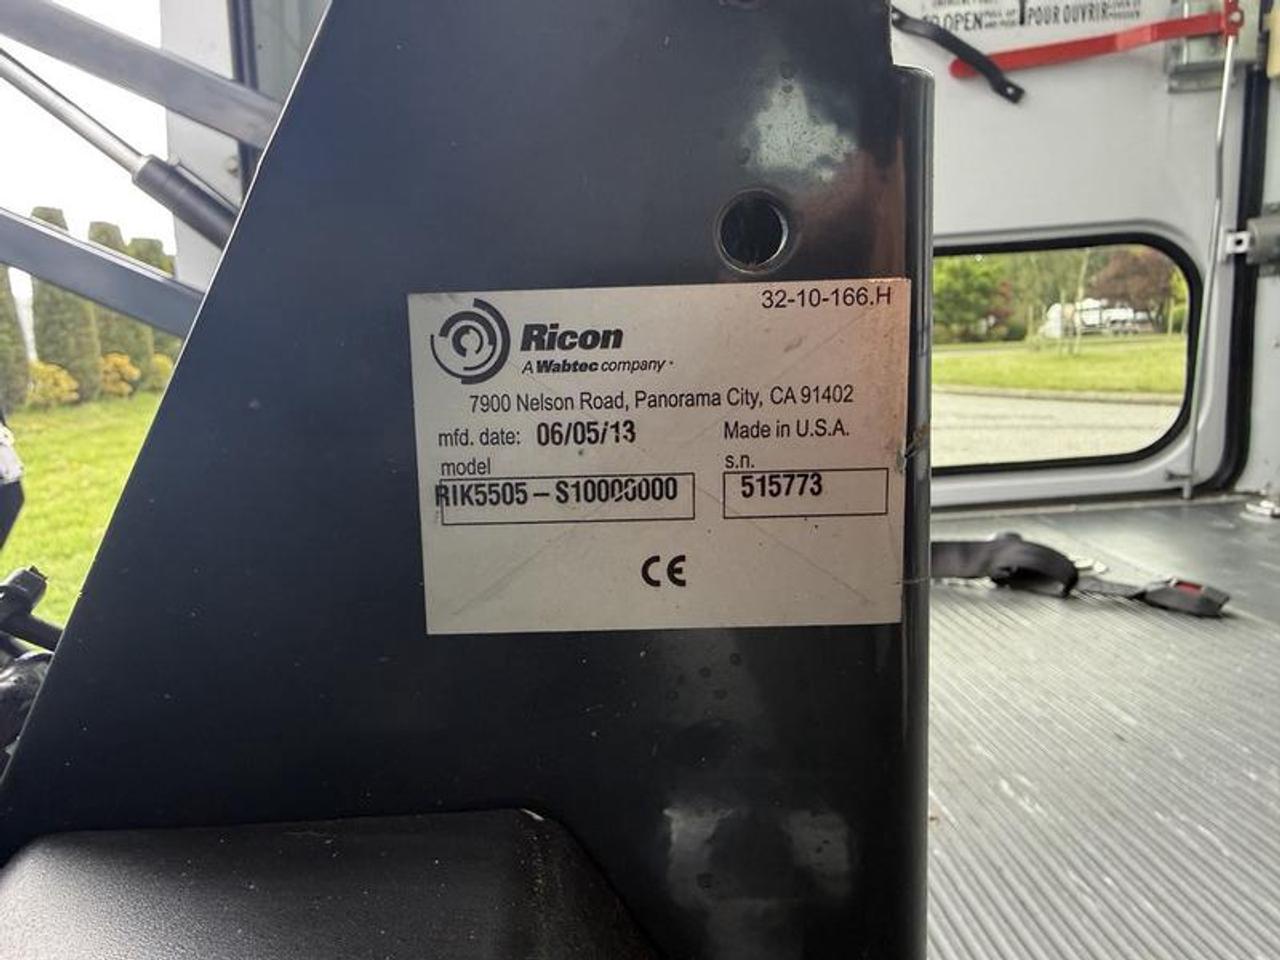 TO OPEN
POUR OUVRIR
32-10-166.H
Ricon
A Wabtec company
7900 Nelson Road, Panorama City, CA 91402
mfd. date: 06/05/13 Made in U.S.A.
model s.n.
RIK5505-S10000000 515773
CE